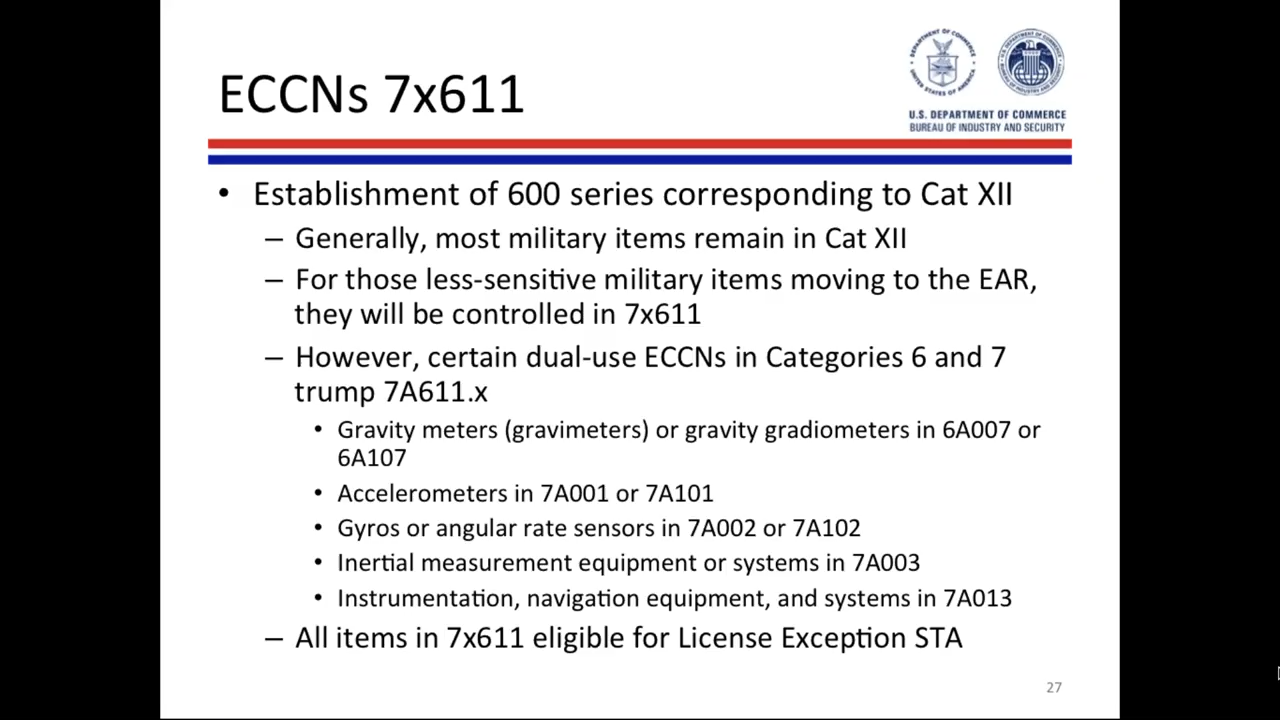 ECCNs 7x611
U.S. DEPARTMENT OF COMMERCE
BUREAU OF INDUSTRY AND SECURITY
• Establishment of 600 series corresponding to Cat XII
– Generally, most military items remain in Cat XII
– For those less-sensitive military items moving to the EAR,
they will be controlled in 7x611
– However, certain dual-use ECCNs in Categories 6 and 7
trump 7A611.x
• Gravity meters (gravimeters) or gravity gradiometers in 6A007 or
6A107
• Accelerometers in 7A001 or 7A101
• Gyros or angular rate sensors in 7A002 or 7A102
• Inertial measurement equipment or systems in 7A003
• Instrumentation, navigation equipment, and systems in 7A013
– All items in 7x611 eligible for License Exception STA
27